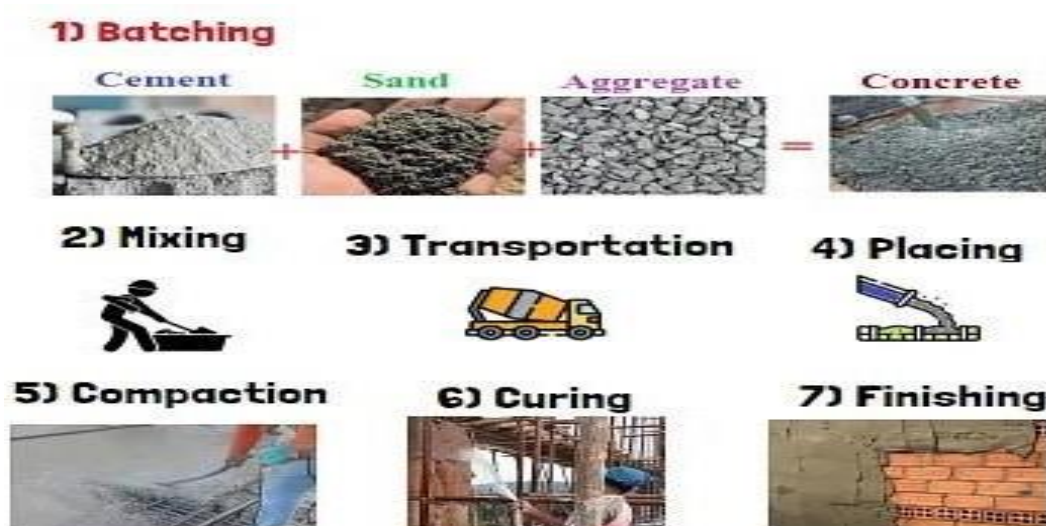 1) Batching
Cement + Sand + Aggregate = Concrete
2) Mixing
3) Transportation
4) Placing
5) Compaction
6) Curing
7) Finishing